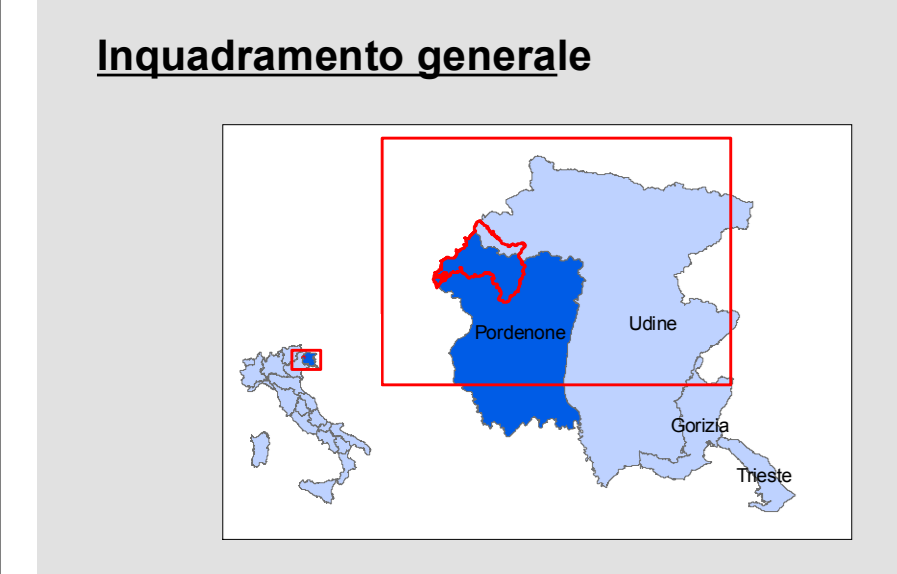 Inquadramento generale
Udine
Pordenone
Gorizia
Trieste